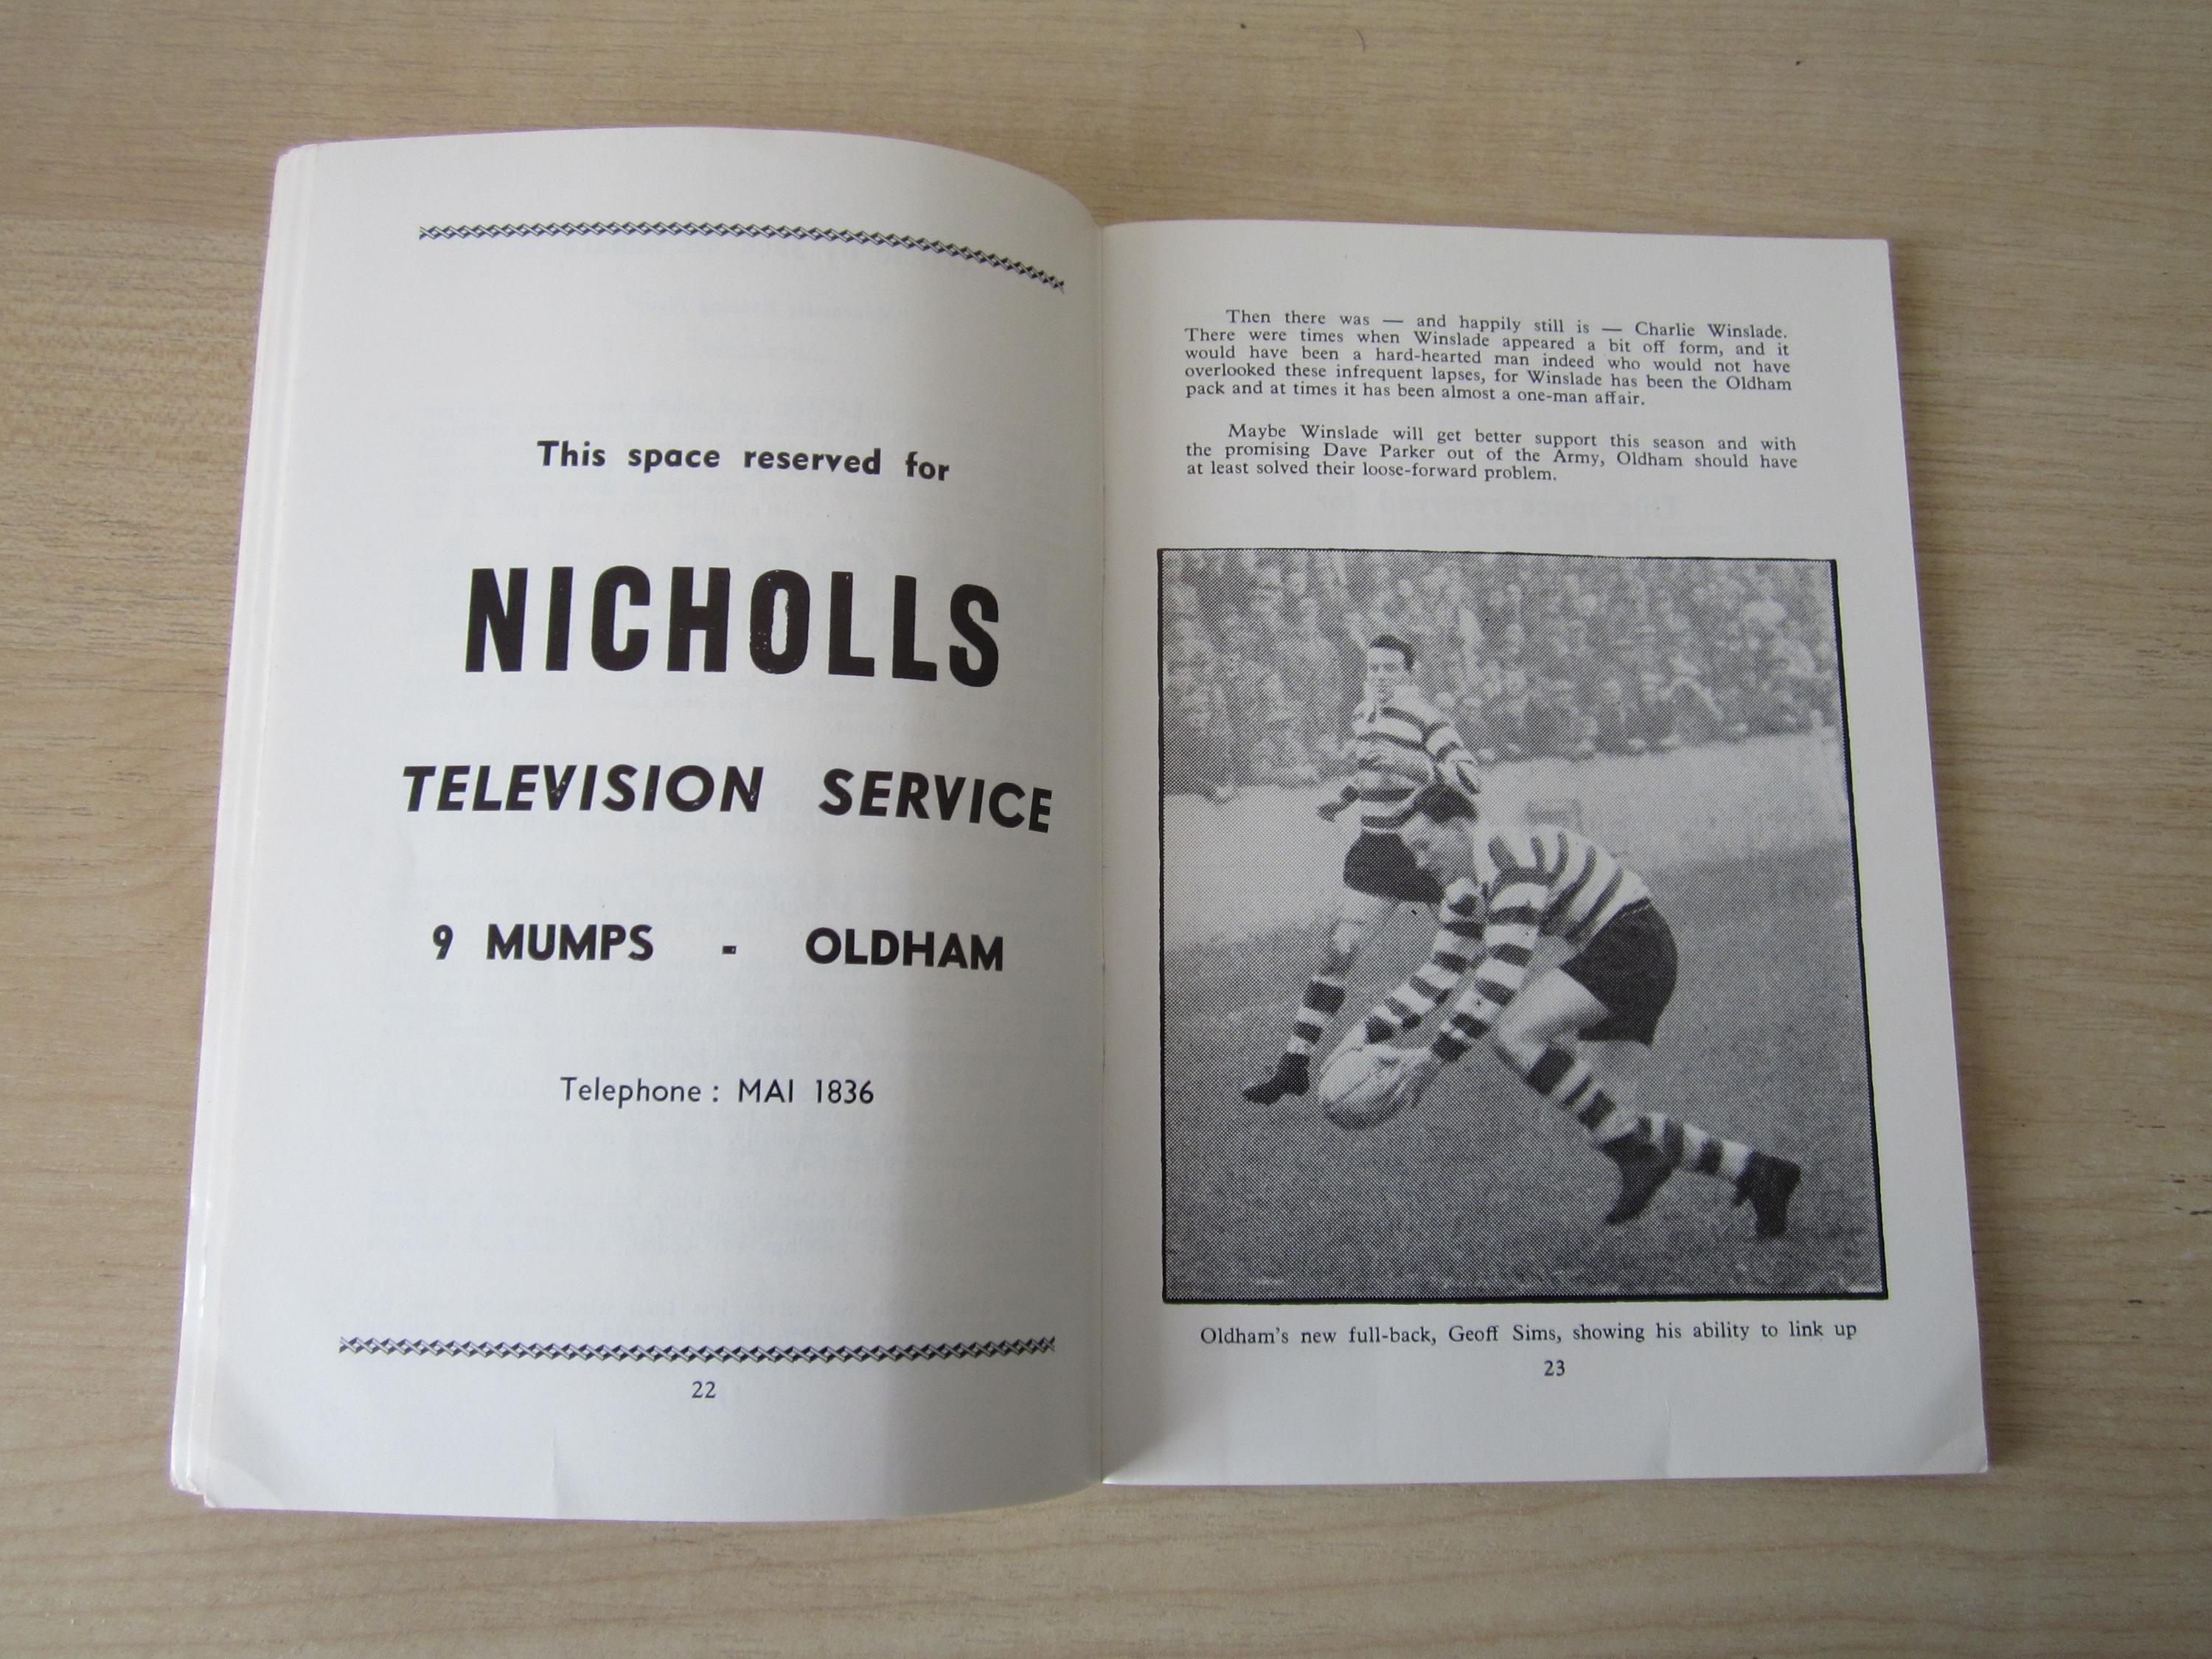 This space reserved for
NICHOLLS
TELEVISION SERVICE
9 MUMPS - OLDHAM
Telephone : MAI 1836
22
Then there was — and happily still is — Charlie Winslade.
There were times when Winslade appeared a bit off form, and it
would have been a hard-hearted man indeed who would not have
overlooked these infrequent lapses, for Winslade has been the Oldham
pack and at times it has been almost a one-man affair.
Maybe Winslade will get better support this season and with
the promising Dave Parker out of the Army, Oldham should have
at least solved their loose-forward problem.
Oldham's new full-back, Geoff Sims, showing his ability to link up
23